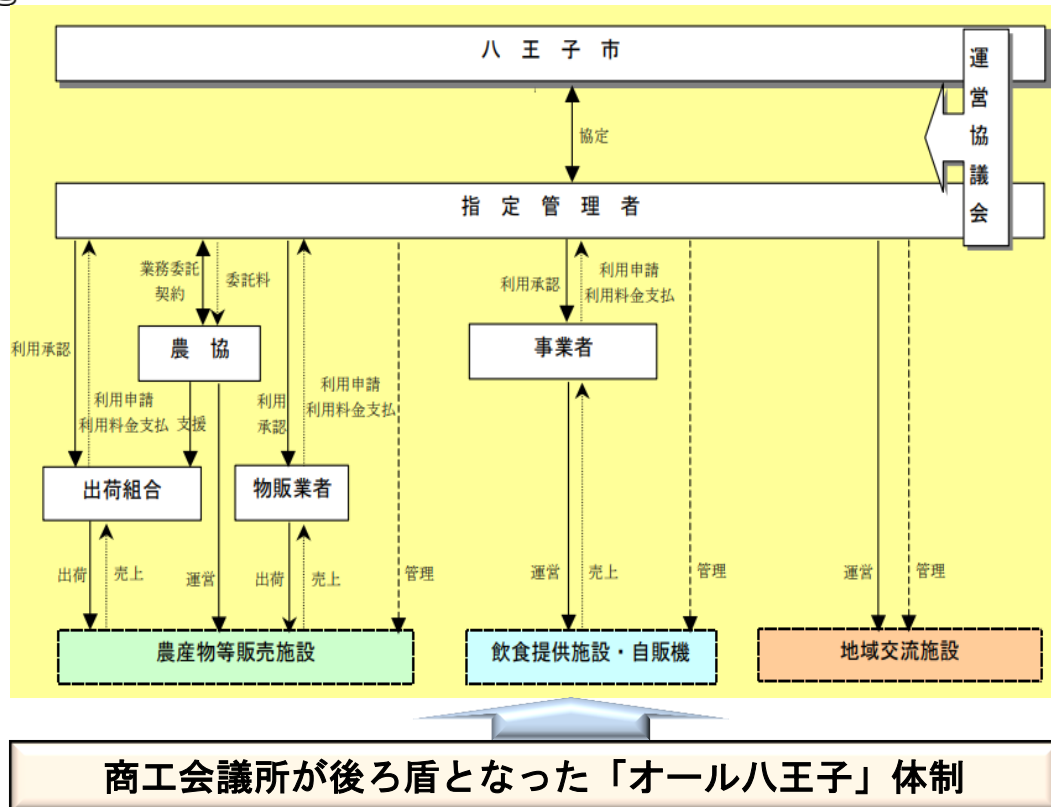 八王子市
運営協議会
協定
指定管理者
業務委託
契約
委託料
利用承認
利用申請
利用料金支払
農協
事業者
利用承認
利用申請
利用料金支払
支援
利用
承認
利用申請
利用料金支払
出荷組合
物販業者
出荷
売上
運営
出荷
売上
管理
運営
売上
管理
運営
管理
農産物等販売施設
飲食提供施設・自販機
地域交流施設
商工会議所が後ろ盾となった「オール八王子」体制